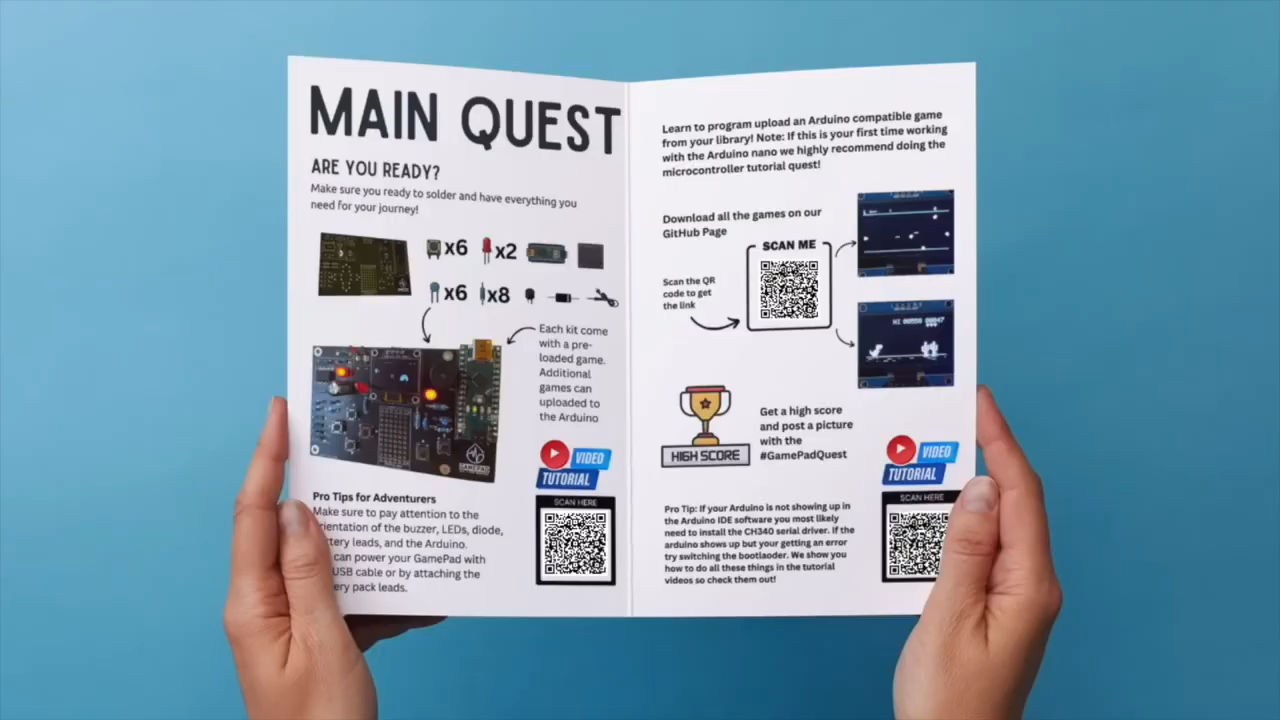 MAIN QUEST
ARE YOU READY?
Make sure you ready to solder and have everything you
need for your journey!
x6
x2
x6
x8
Each kit come
with a pre-
loaded game.
Additional
games can
uploaded to
the Arduino
GAMEPAD
VIDEO
TUTORIAL
SCAN HERE
Pro Tips for Adventurers
Make sure to pay attention to the
orientation of the buzzer, LEDs, diode,
ttery leads, and the Arduino.
can power your GamePad with
USB cable or by attaching the
ery pack leads.
Learn to program upload an Arduino compatible game
from your library! Note: If this is your first time working
with the Arduino nano we highly recommend doing the
microcontroller tutorial quest!
Download all the games on our
GitHub Page
SCAN ME
Scan the QR
code to get
the link
HI
HIGH SCORE
Get a high score
and post a picture
with the
#GamePadQuest
VIDEO
TUTORIAL
SCAN HERE
Pro Tip: If your Arduino is not showing up in
the Arduino IDE software you most likely
need to install the CH340 serial driver. If the
arduino shows up but your getting an error
try switching the bootlaoder. We show you
how to do all these things in the tutorial
videos so check them out!